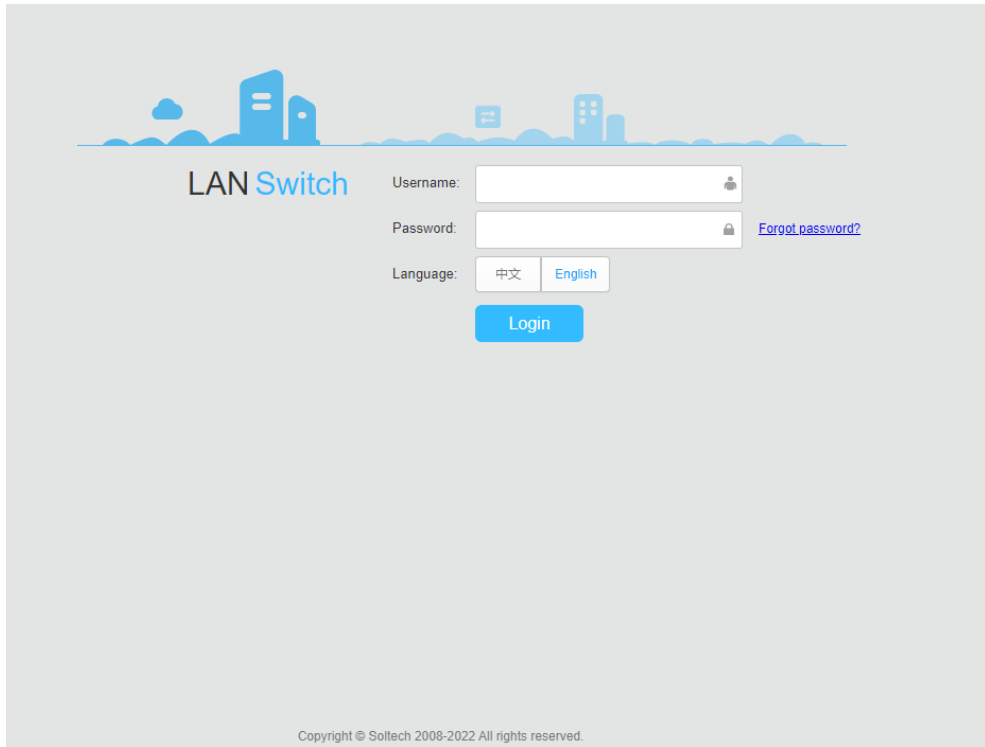 LAN Switch
Username:
Password:
Forgot password?
Language:
中文
English
Login
Copyright © Soltech 2008-2022 All rights reserved.